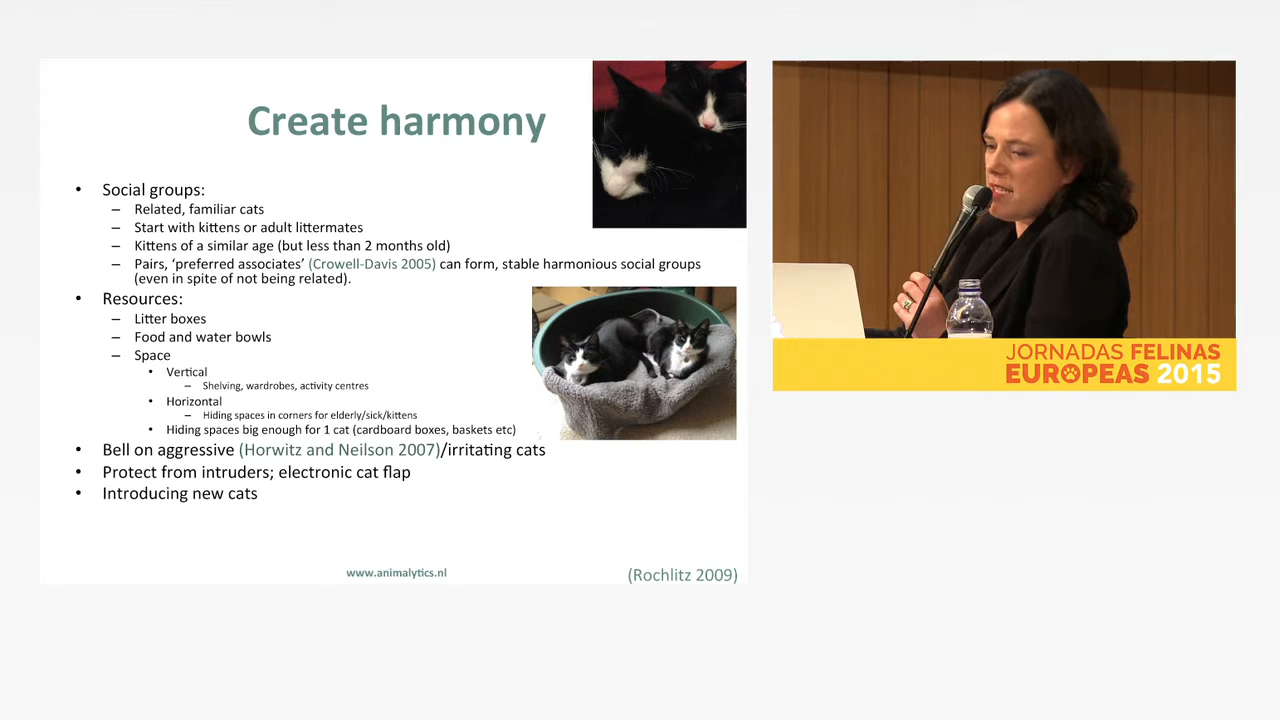 Create harmony
• Social groups:
– Related, familiar cats
– Start with kittens or adult littermates
– Kittens of a similar age (but less than 2 months old)
– Pairs, ‘preferred associates’ (Crowell-Davis 2005) can form, stable harmonious social groups
(even in spite of not being related).
• Resources:
– Litter boxes
– Food and water bowls
– Space
• Vertical
– Shelving, wardrobes, activity centres
• Horizontal
– Hiding spaces in corners for elderly/sick/kittens
• Hiding spaces big enough for 1 cat (cardboard boxes, baskets etc)
• Bell on aggressive (Horwitz and Neilson 2007)/irritating cats
• Protect from intruders; electronic cat flap
• Introducing new cats
www.animalytics.nl
(Rochlitz 2009)
JORNADAS FELINAS
EUROPEAS 2015